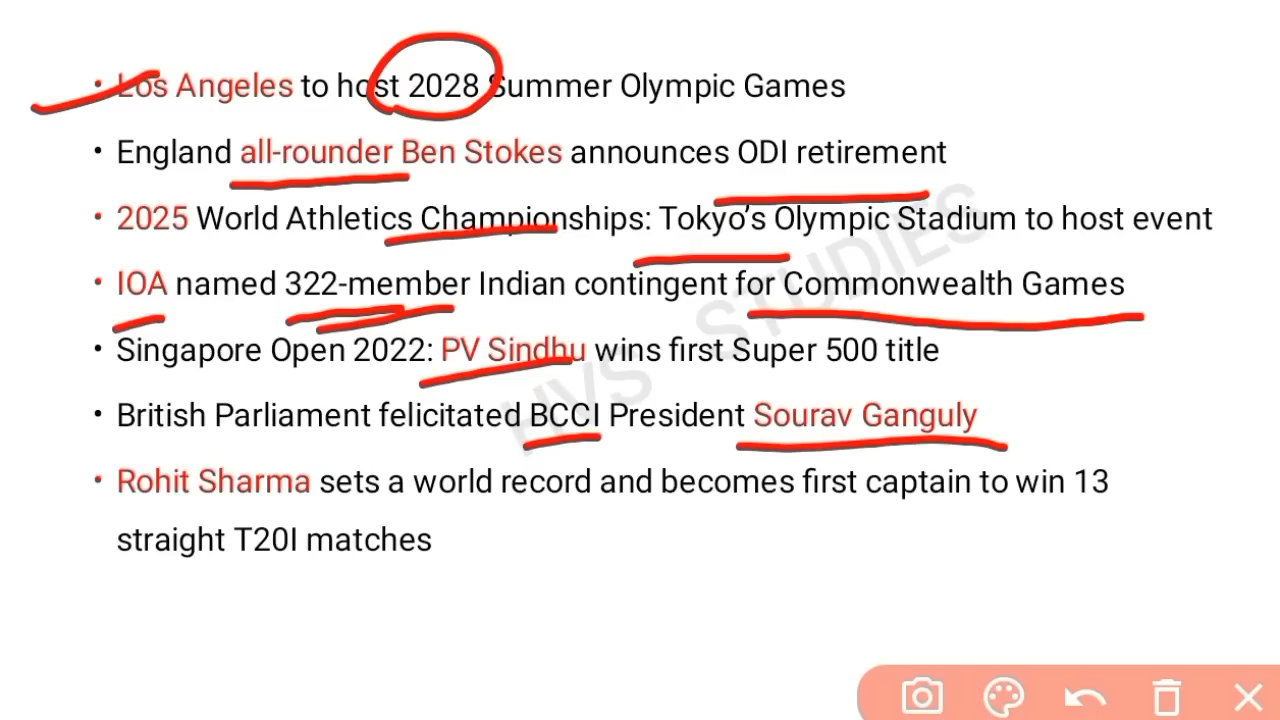 • Los Angeles to host 2028 Summer Olympic Games
• England all-rounder Ben Stokes announces ODI retirement
• 2025 World Athletics Championships: Tokyo’s Olympic Stadium to host event
• IOA named 322-member Indian contingent for Commonwealth Games
• Singapore Open 2022: PV Sindhu wins first Super 500 title
• British Parliament felicitated BCCI President Sourav Ganguly
• Rohit Sharma sets a world record and becomes first captain to win 13
straight T20I matches
HVS STUDIES